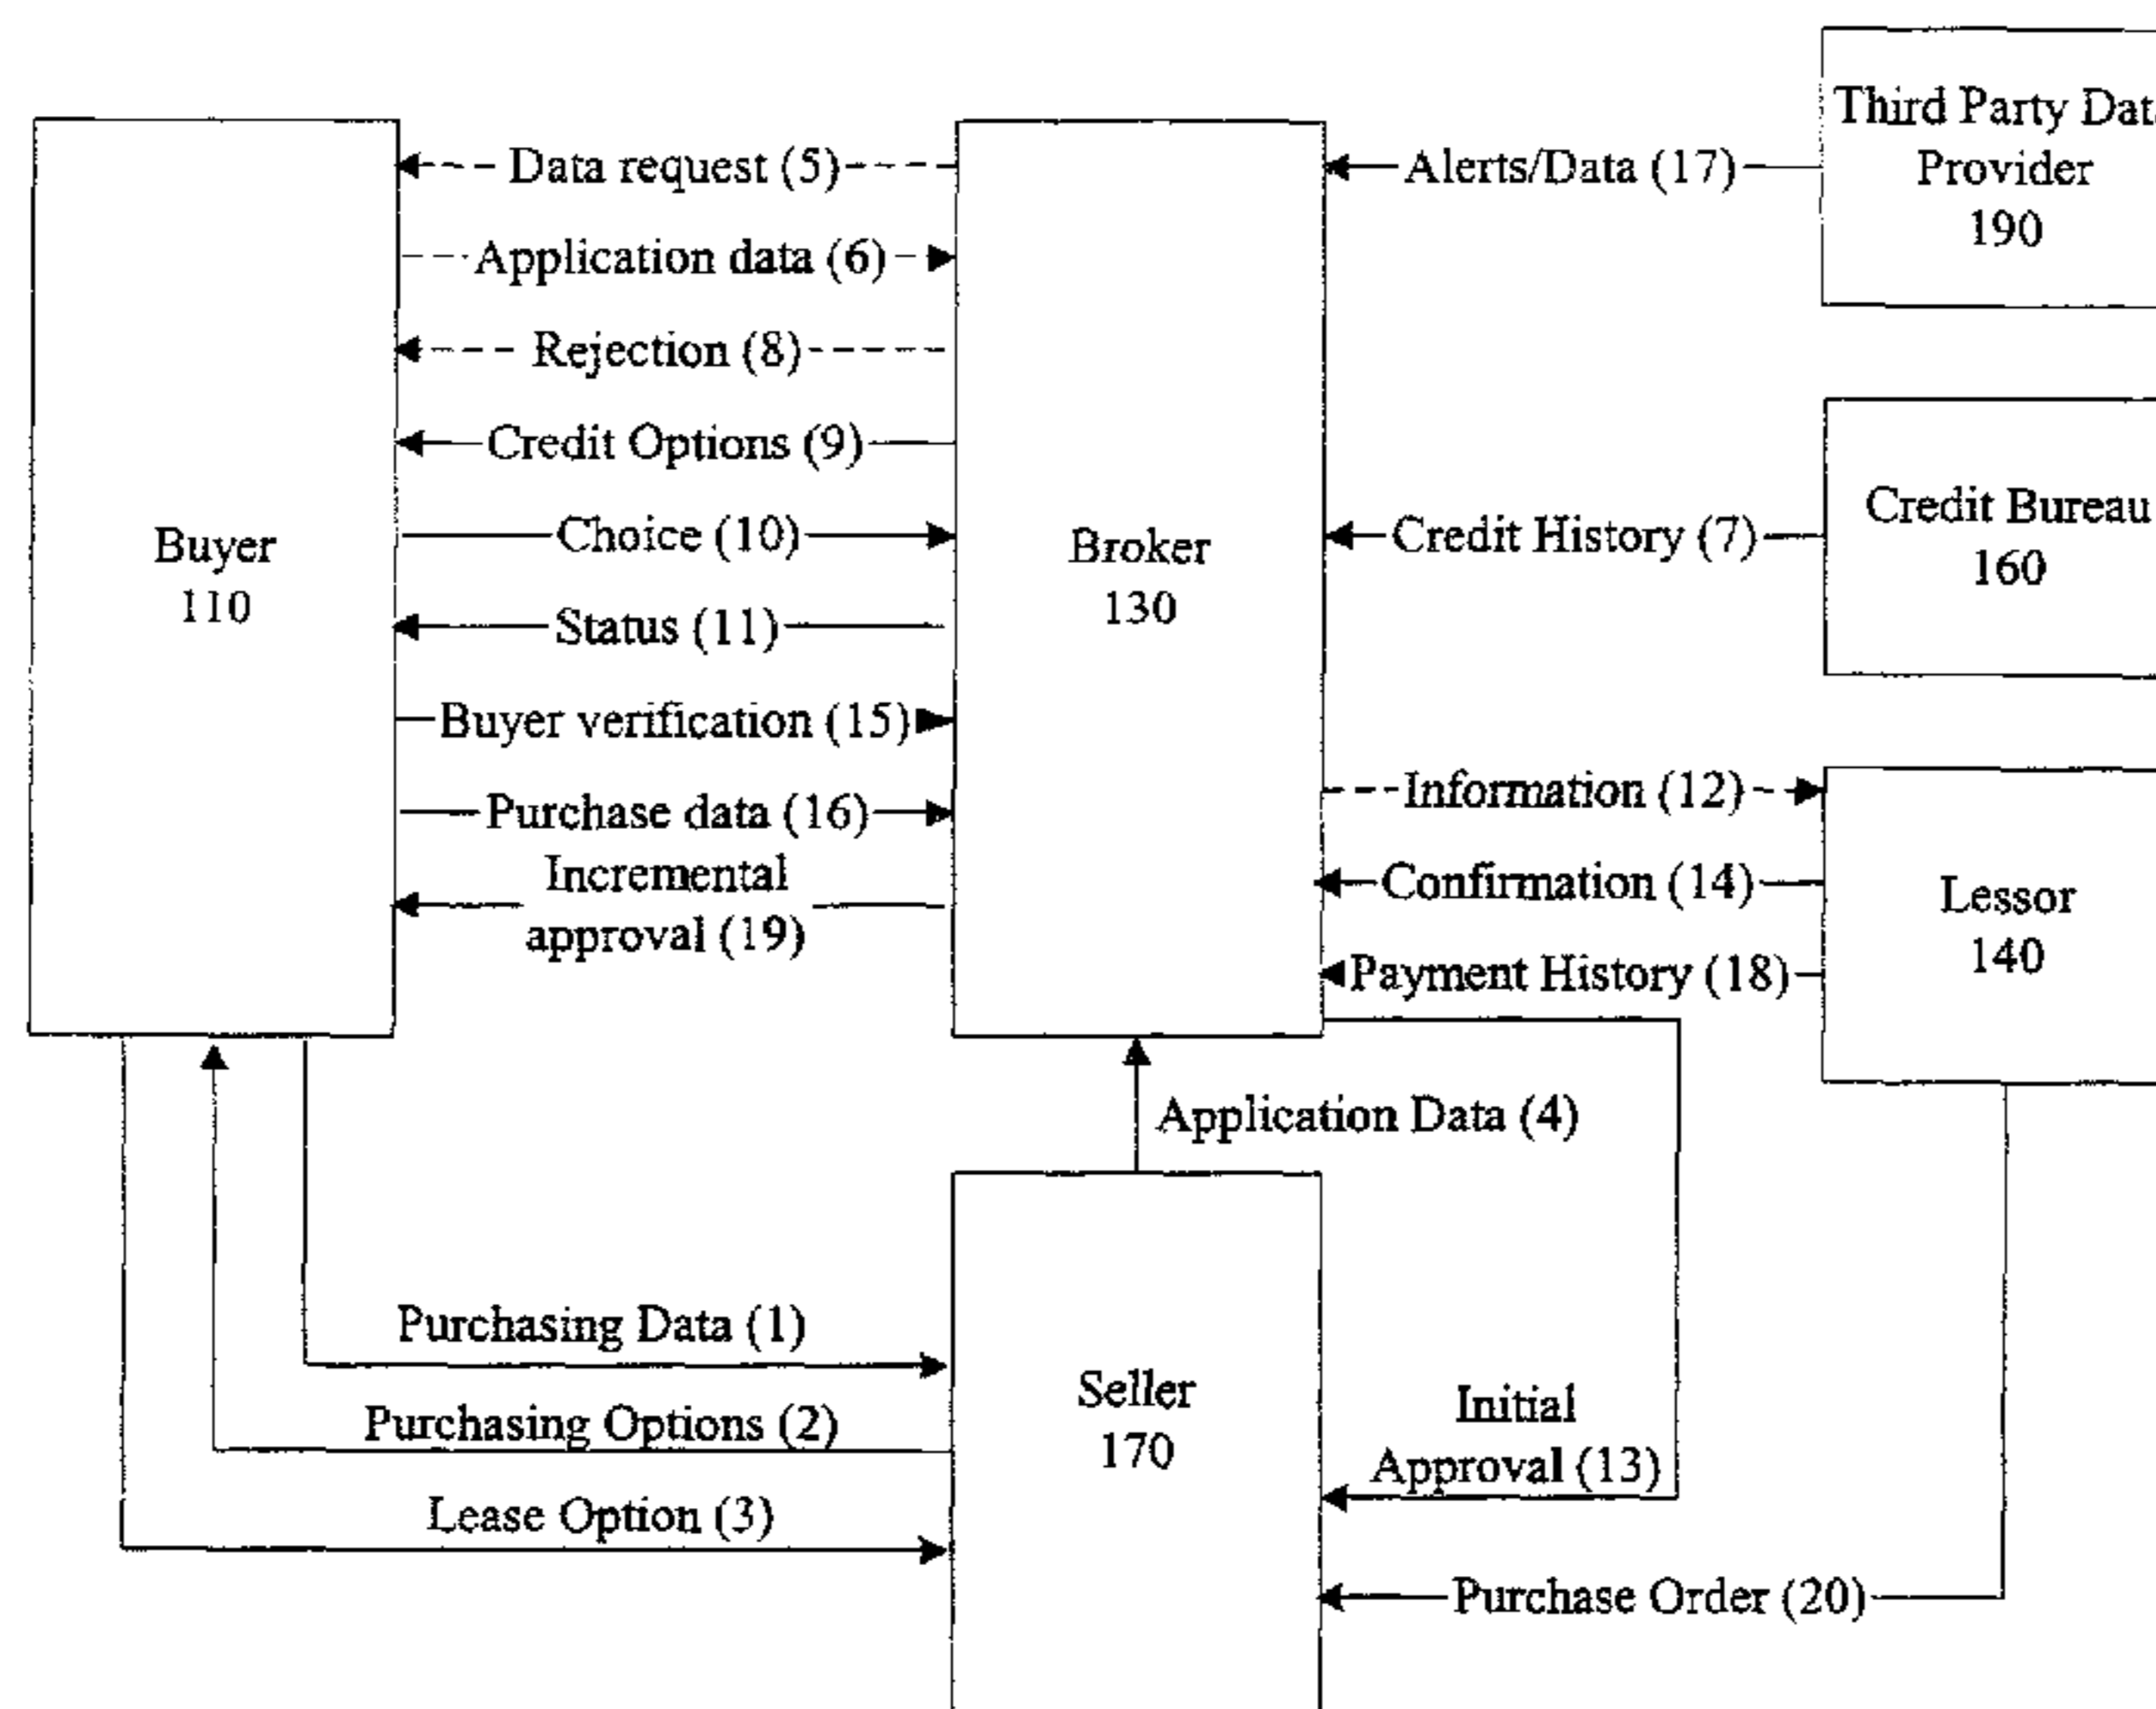 Third Party Dat
Provider
190
Data request (5)
Alerts/Data (17)
Application data (6)
Rejection (8)
Credit Options (9)
Choice (10)
Buyer
110
Broker
130
Credit History (7)
Credit Bureau
160
Status (11)
Buyer verification (15)
Purchase data (16)
Incremental
approval (19)
Information (12)
Confirmation (14)
Payment History (18)
Lessor
140
Application Data (4)
Purchasing Data (1)
Purchasing Options (2)
Lease Option (3)
Seller
170
Initial
Approval (13)
Purchase Order (20)